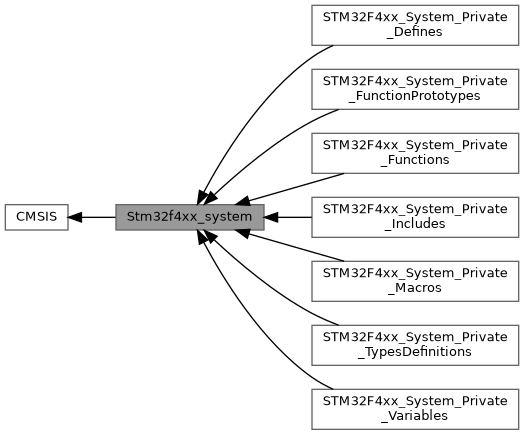 STM32F4xx_System_Private
_Defines
STM32F4xx_System_Private
_FunctionPrototypes
STM32F4xx_System_Private
_Functions
CMSIS
Stm32f4xx_system
STM32F4xx_System_Private
_Includes
STM32F4xx_System_Private
_Macros
STM32F4xx_System_Private
_TypesDefinitions
STM32F4xx_System_Private
_Variables